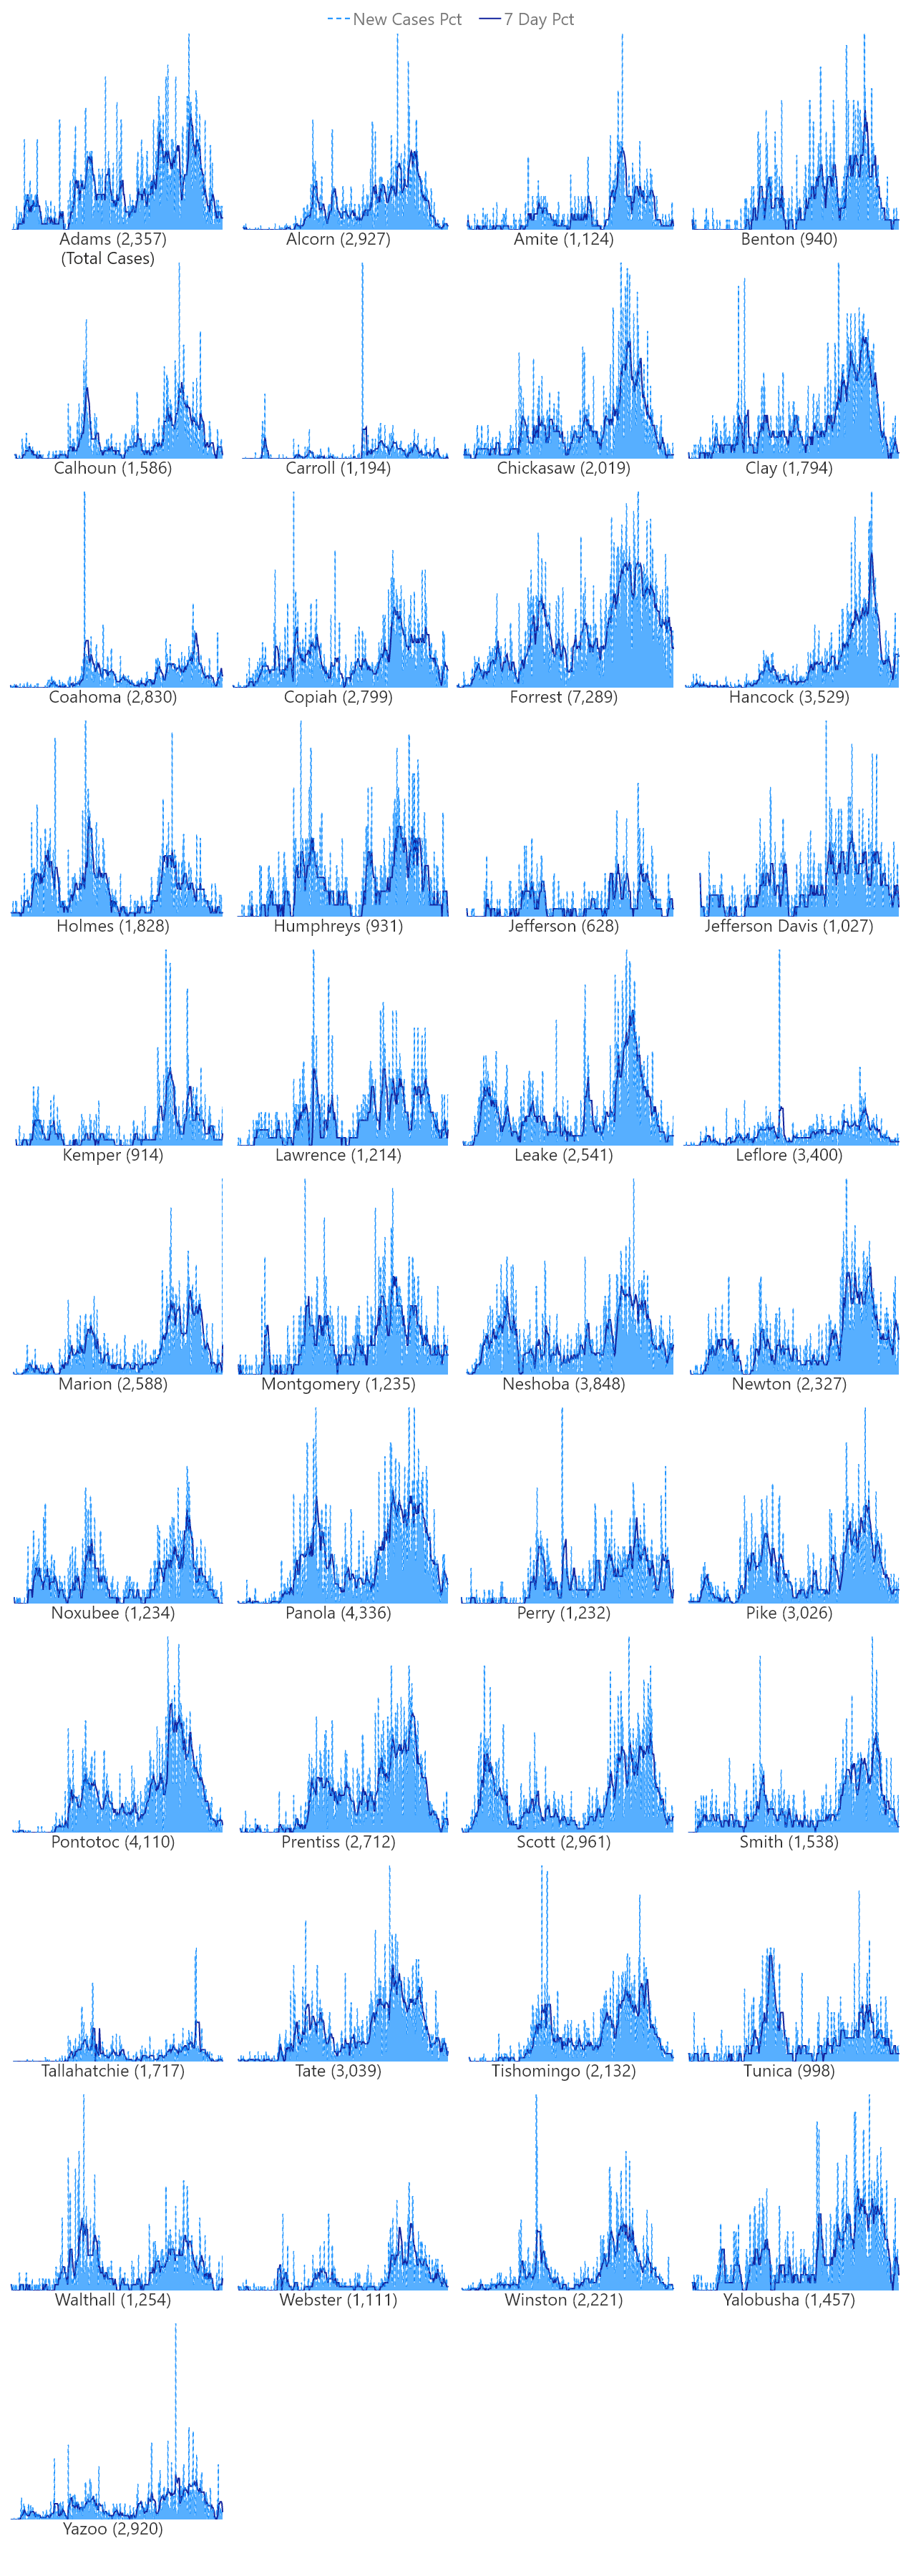 New Cases Pct 7 Day Pct
Adams (2,357) Alcorn (2,927) Amite (1,124) Benton (940)
(Total Cases)
Calhoun (1,586) Carroll (1,194) Chickasaw (2,019) Clay (1,794)
Coahoma (2,830) Copiah (2,799) Forrest (7,289) Hancock (3,529)
Holmes (1,828) Humphreys (931) Jefferson (628) Jefferson Davis (1,027)
Kemper (914) Lawrence (1,214) Leake (2,541) Leflore (3,400)
Marion (2,588) Montgomery (1,235) Neshoba (3,848) Newton (2,327)
Noxubee (1,234) Panola (4,336) Perry (1,232) Pike (3,026)
Pontotoc (4,110) Prentiss (2,712) Scott (2,961) Smith (1,538)
Tallahatchie (1,717) Tate (3,039) Tishomingo (2,132) Tunica (998)
Walthall (1,254) Webster (1,111) Winston (2,221) Yalobusha (1,457)
Yazoo (2,920)